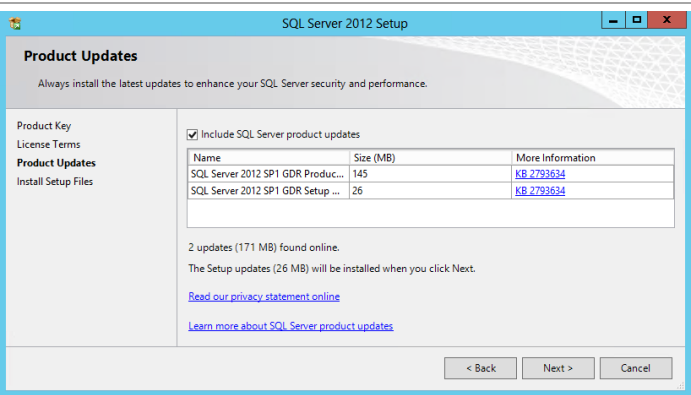 SQL Server 2012 Setup
Product Updates
Always install the latest updates to enhance your SQL Server security and performance.
Product Key
License Terms
Product Updates
Install Setup Files
Include SQL Server product updates
Name Size (MB) More Information
SQL Server 2012 SP1 GDR Produc... 145 KB 2793634
SQL Server 2012 SP1 GDR Setup ... 26 KB 2793634
2 updates (171 MB) found online.
The Setup updates (26 MB) will be installed when you click Next.
Read our privacy statement online
Learn more about SQL Server product updates
< Back Next > Cancel